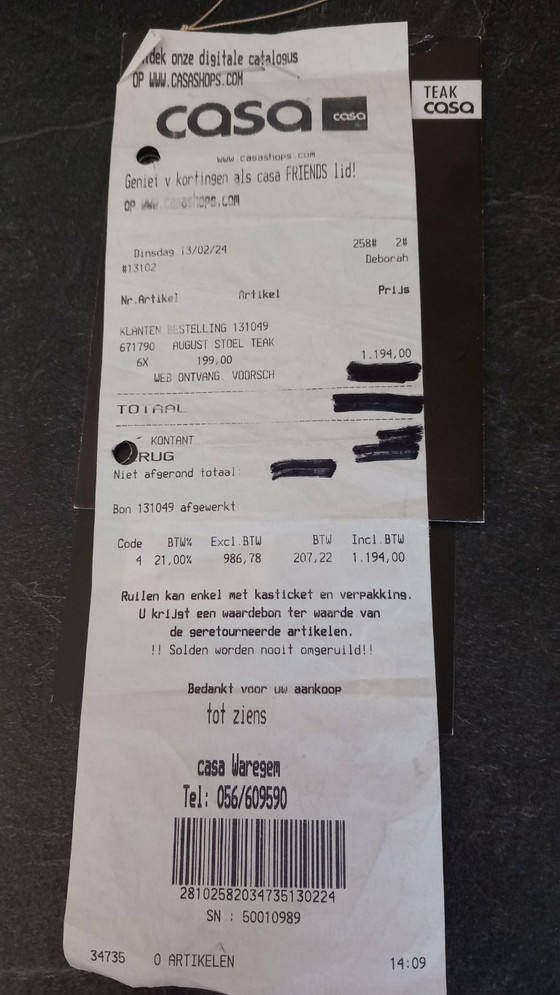 dek onze digitale catalogus
OP WWW.CASASHOPS.COM
TEAK
casa
casa casa
www.casashops.com
Geniet v kortingen als casa FRIENDS lid!
OP WWW.casashops.COM
Dinsdag 13/02/24 258# 2#
#13102 Deborah
Nr.Artikel Artikel Prijs
KLANTEN BESTELLING 131049
671790 AUGUST STOEL TEAK
6X 199,00 1.194,00
WEB ONTVANG. VOORSCH
TOTAAL
KONTANT
RUG
Niet afgerond totaal:
Bon 131049 afgewerkt
Code BTW% Excl.BTW BTW Incl.BTW
4 21,00% 986,78 207,22 1.194,00
Ruilen kan enkel met kasticket en verpakking.
U krijgt een waardebon ter waarde van
de geretourneerde artikelen.
!! Solden worden nooit omgeruild!!
Bedankt voor uw aankoop
tot ziens
casa Waregem
Tel: 056/609590
28102582034735130224
SN : 50010989
34735 0 ARTIKELEN 14:09